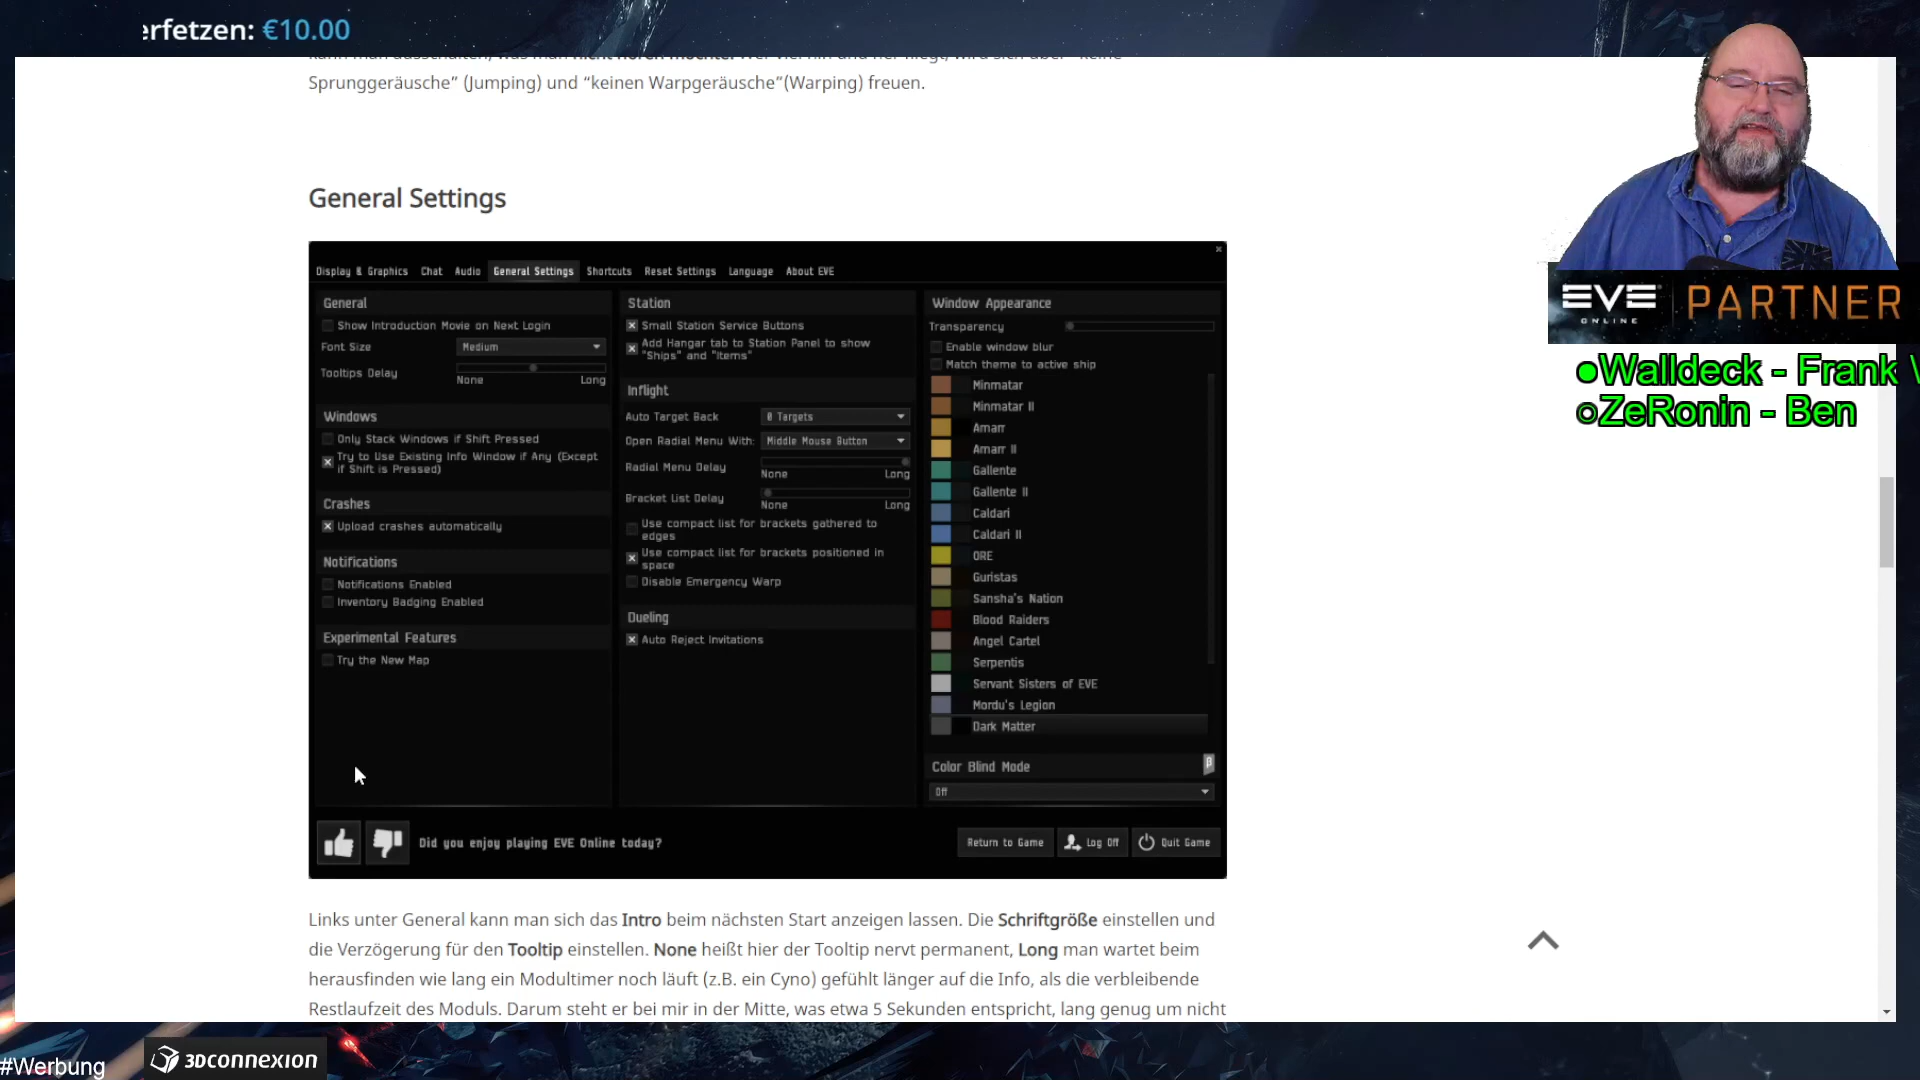 erfetzen: €10.00
Sprunggeräusche” (Jumping) und “keinen Warpgeräusche“(Warping) freuen.
General Settings
Display & Graphics Chat Audio General Settings Shortcuts Reset Settings Language About EVE
General
Show Introduction Movie on Next Login
Font Size Medium
Tooltips Delay
None Long
Windows
Only Stack Windows if Shift Pressed
Try to Use Existing Info Window if Any (Except
if Shift is Pressed)
Crashes
Upload crashes automatically
Notifications
Notifications Enabled
Inventory Badging Enabled
Experimental Features
Try the New Map
Station
Small Station Service Buttons
Add Hangar tab to Station Panel to show
"Ships" and "Items"
Inflight
Auto Target Back 0 Targets
Open Radial Menu With: Middle Mouse Button
Radial Menu Delay
None Long
Bracket List Delay
None Long
Use compact list for brackets gathered to
edges
Use compact list for brackets positioned in
space
Disable Emergency Warp
Dueling
Auto Reject Invitations
Window Appearance
Transparency
Enable window blur
Match theme to active ship
Minmatar
Minmatar II
Amarr
Amarr II
Gallente
Gallente II
Caldari
Caldari II
ORE
Guristas
Sansha's Nation
Blood Raiders
Angel Cartel
Serpentis
Servant Sisters of EVE
Mordu's Legion
Dark Matter
Color Blind Mode β
Off
Did you enjoy playing EVE Online today?
Return to Game Log Off Quit Game
Links unter General kann man sich das Intro beim nächsten Start anzeigen lassen. Die Schriftgröße einstellen und
die Verzögerung für den Tooltip einstellen. None heißt hier der Tooltip nervt permanent, Long man wartet beim
herausfinden wie lang ein Modultimer noch läuft (z.B. ein Cyno) gefühlt länger auf die Info, als die verbleibende
Restlaufzeit des Moduls. Darum steht er bei mir in der Mitte, was etwa 5 Sekunden entspricht, lang genug um nicht
EVE ONLINE PARTNER
Walldeck - Frank
ZeRonin - Ben
#Werbung
3DCONNEXION